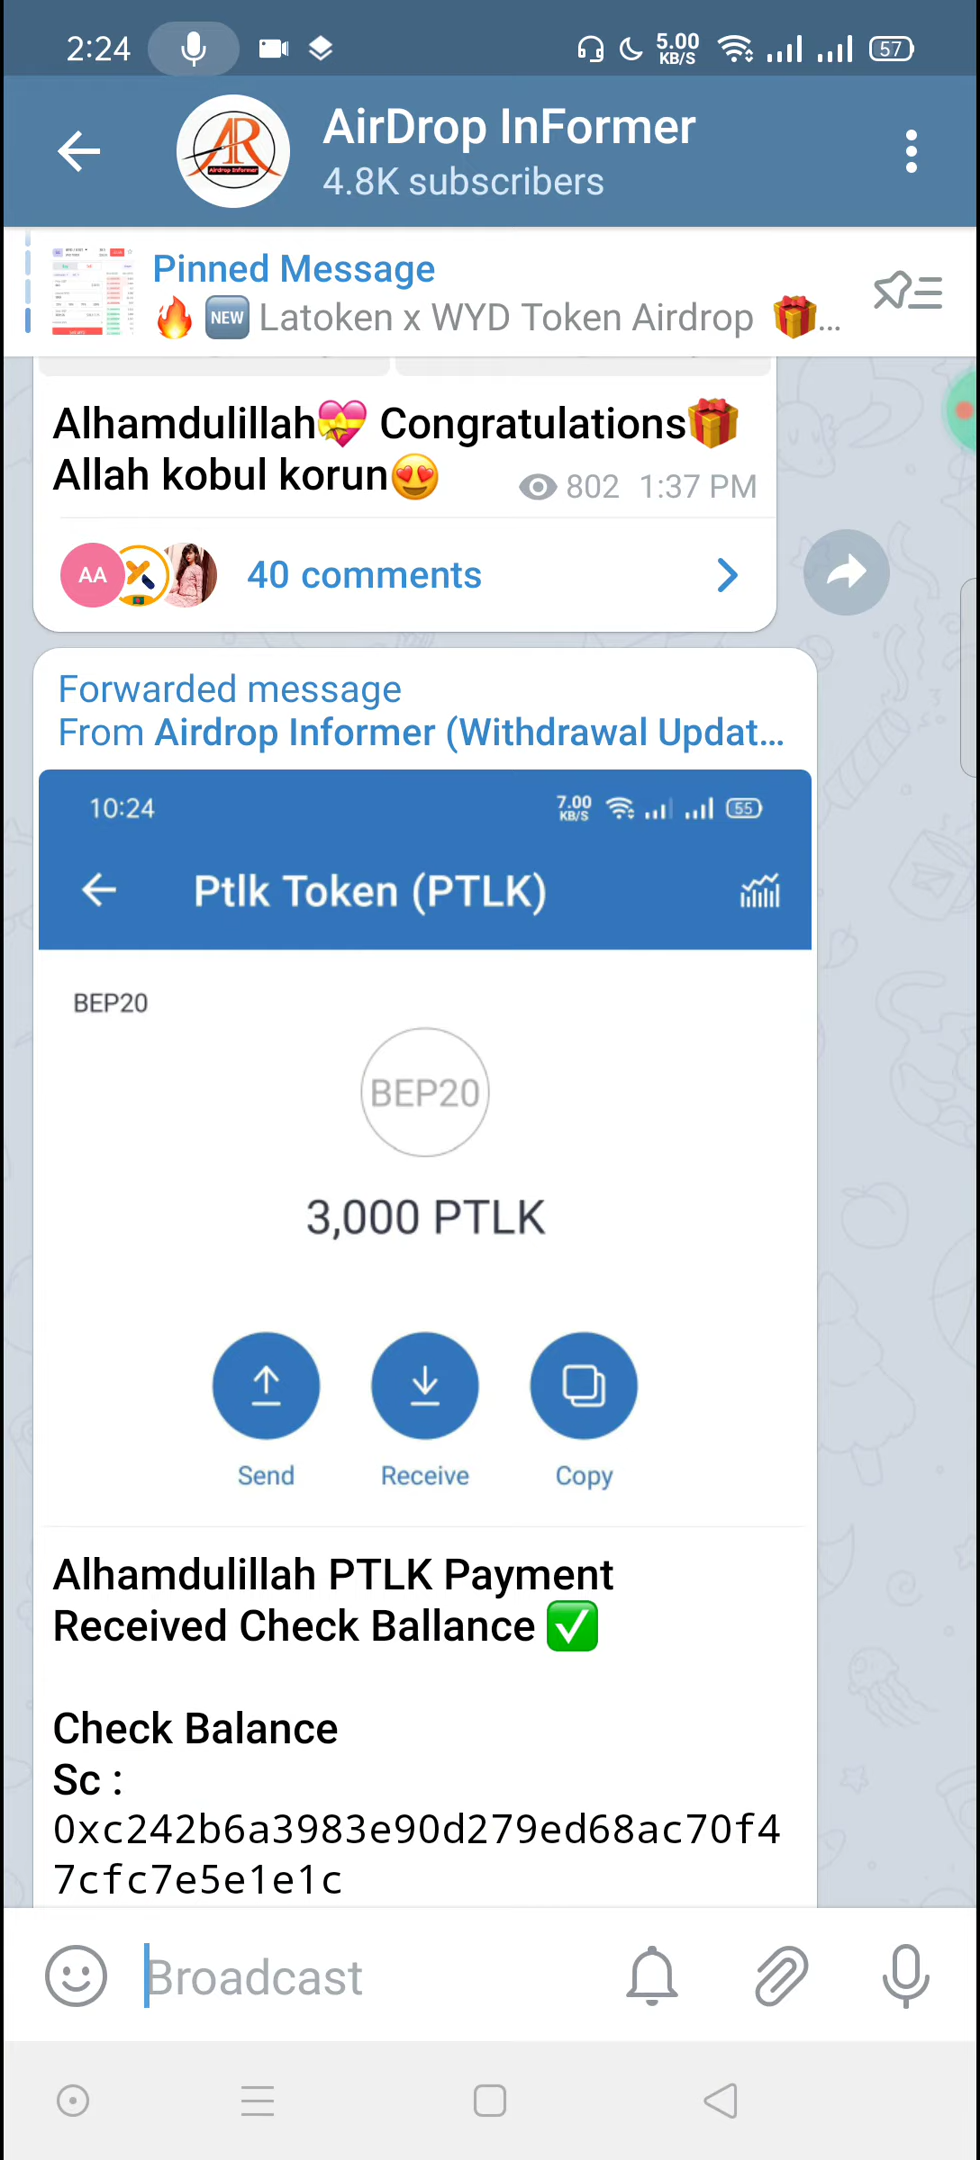 2:24
5.00
KB/S
57
AR
Airdrop Informer
AirDrop InFormer
4.8K subscribers
Pinned Message
🔥 NEW Latoken x WYD Token Airdrop 🎁...
Alhamdulillah💝 Congratulations🎁
Allah kobul korun😍
802 1:37 PM
AA
40 comments
Forwarded message
From Airdrop Informer (Withdrawal Updat...
10:24
7.00
KB/S
55
Ptlk Token (PTLK)
BEP20
BEP20
3,000 PTLK
Send Receive Copy
Alhamdulillah PTLK Payment
Received Check Ballance ✅
Check Balance
Sc :
0xc242b6a3983e90d279ed68ac70f4
7cfc7e5e1e1c
Broadcast